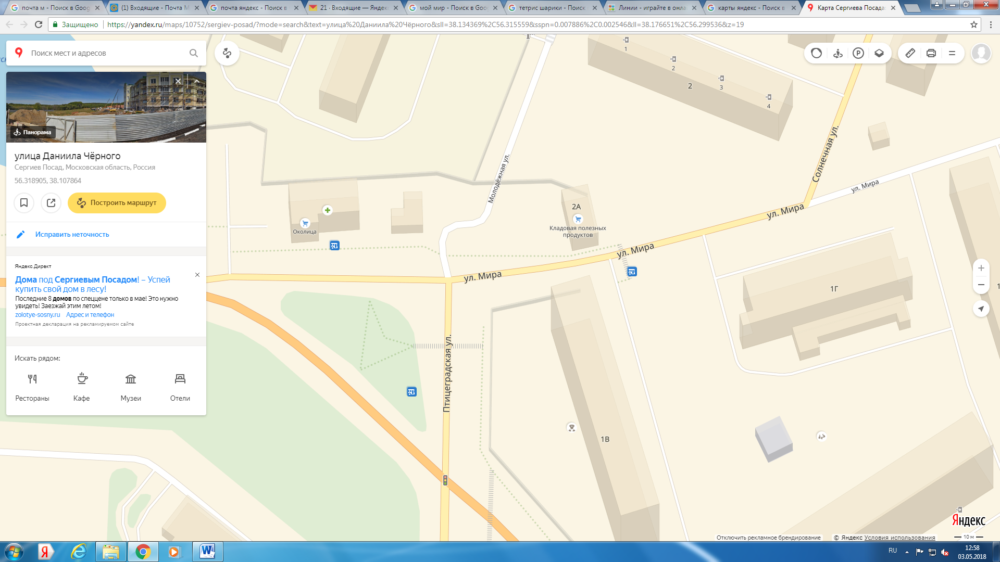 почта м - Поиск в Goog
(1) Входящие - Почта M
почта яндекс - Поиск в
21 · Входящие — Яндекс
мой мир - Поиск в Goog
тетрис шарики - Поиск
Линии - играйте в онла
карты яндекс - Поиск в
Карта Сергиева Посада:
Защищено
https://yandex.ru/maps/10752/sergiev-posad/?mode=search&text=улица%20Даниила%20Чёрного&sll=38.134369%2C56.315559&sspn=0.007886%2C0.002546&ll=38.176651%2C56.299536&z=19
Поиск мест и адресов
Панорама
улица Даниила Чёрного
Сергиев Посад, Московская область, Россия
56.318905, 38.107864
Построить маршрут
Исправить неточность
Яндекс.Директ
Дома под Сергиевым Посадом! – Успей
купить свой дом в лесу!
Последние 8 домов по спеццене только в мае! Это нужно
увидеть! Заезжай этим летом!
zolotye-sosny.ru Адрес и телефон
Проектная декларация на рекламируемом сайте
Искать рядом:
Рестораны
Кафе
Музеи
Отели
1
2
3
4
2
P
Солнечная ул.
ул. Мира
ул. Мира
Молодёжная ул.
2А
Кладовая полезных
продуктов
Околица
ул. Мира
ул. Мира
1Г
1
Птицеградская ул.
1В
Яндекс
Отключить рекламное брендирование
© Яндекс Условия использования
10 м
RU
12:58
03.05.2018